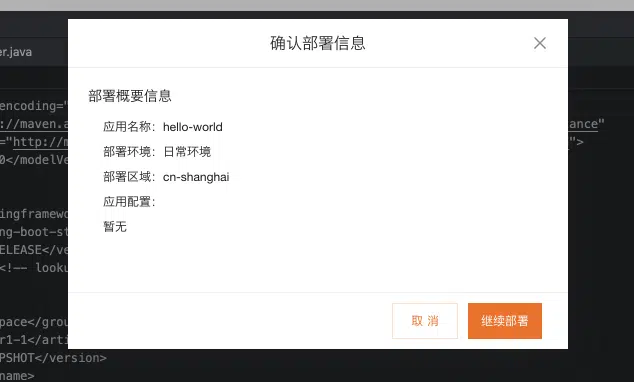 确认部署信息
er.java
部署概要信息
encoding="
://maven.a
ance"
="http://m
">
应用名称：hello-world
0</modelVe
部署环境：日常环境
部署区域：cn-shanghai
应用配置：
ingframewo
暂无
ng-boot-st
RELEASE</ve
<!-- looku
pace</grou
取 消
继续部署
r1-1</arti
PSHOT</version>
name>